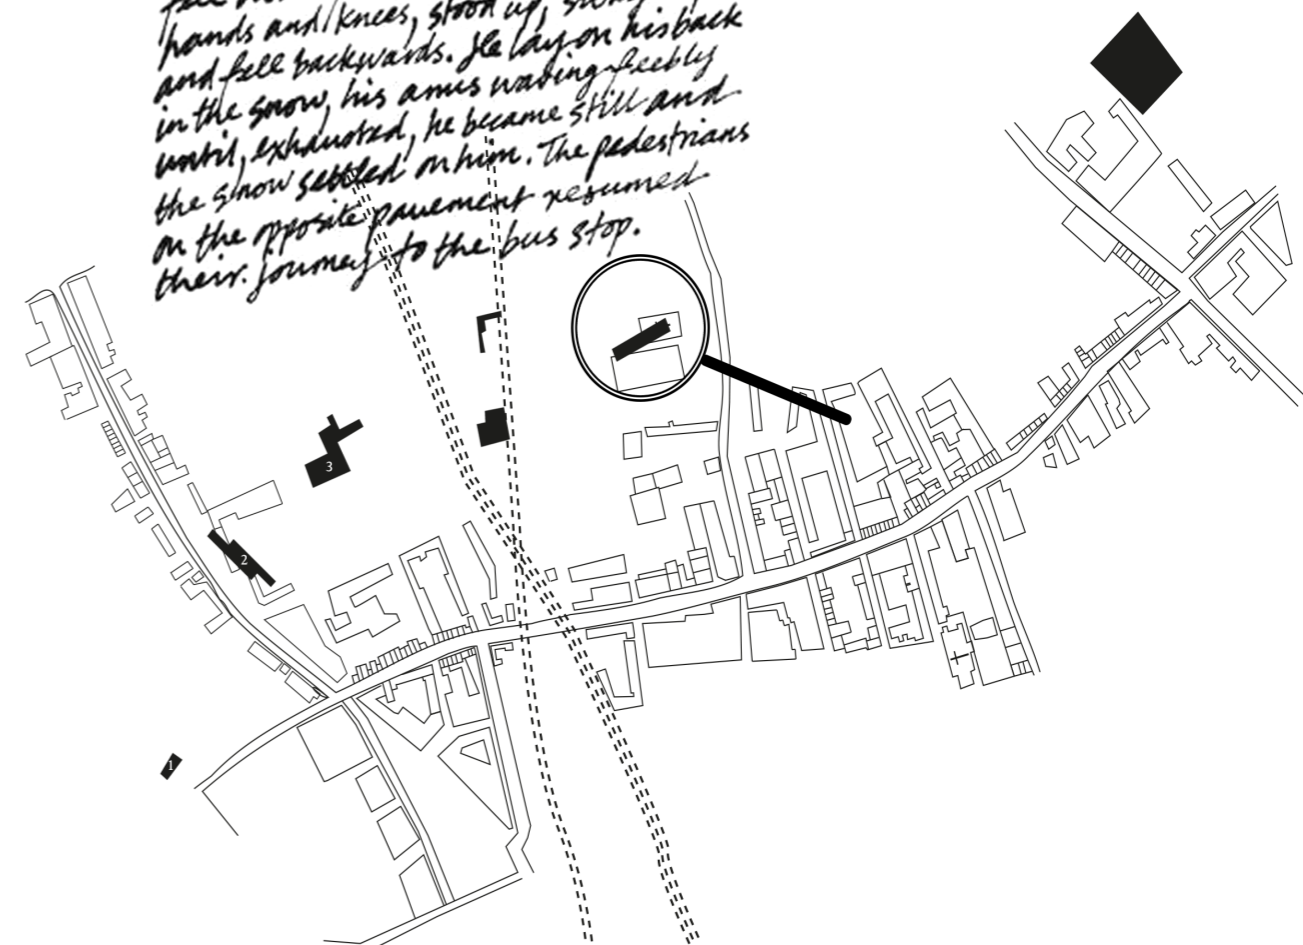 hands and knees, stood up,
and fell backwards. He lay on his back
in the snow, his arms waving feebly
until, exhausted, he became still and
the snow settled on him. The pedestrians
on the opposite pavement resumed
their journey to the bus stop.
3
2
1